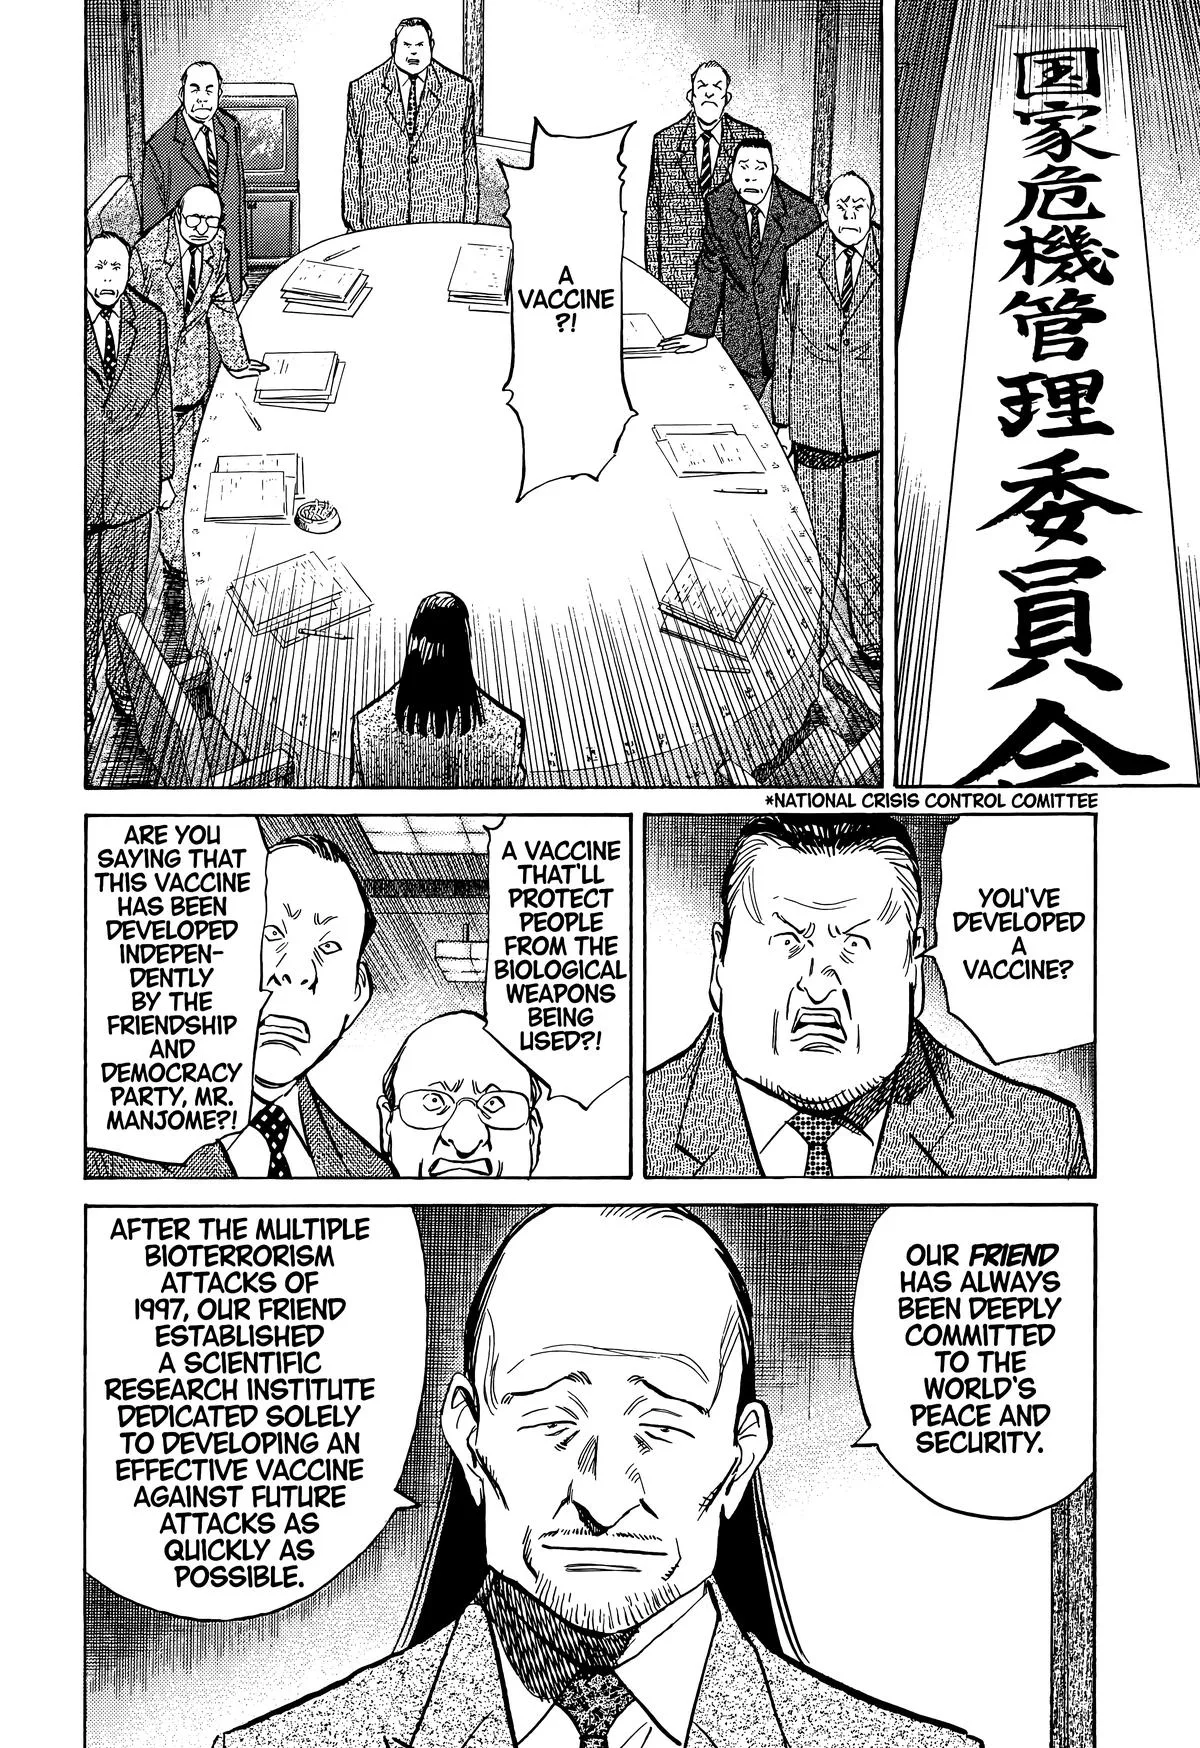 国家危機管理委員会
*NATIONAL CRISIS CONTROL COMITTEE
A
VACCINE
?!
YOU'VE
DEVELOPED
A
VACCINE?
A VACCINE
THAT'LL
PROTECT
PEOPLE
FROM THE
BIOLOGICAL
WEAPONS
BEING
USED?!
ARE YOU
SAYING THAT
THIS VACCINE
HAS BEEN
DEVELOPED
INDEPEN-
DENTLY
BY THE
FRIENDSHIP
AND
DEMOCRACY
PARTY, MR.
MANJOME?!
OUR FRIEND
HAS ALWAYS
BEEN DEEPLY
COMMITTED
TO THE
WORLD'S
PEACE AND
SECURITY.
AFTER THE MULTIPLE
BIOTERRORISM
ATTACKS OF
1997, OUR FRIEND
ESTABLISHED
A SCIENTIFIC
RESEARCH INSTITUTE
DEDICATED SOLELY
TO DEVELOPING AN
EFFECTIVE VACCINE
AGAINST FUTURE
ATTACKS AS
QUICKLY AS
POSSIBLE.